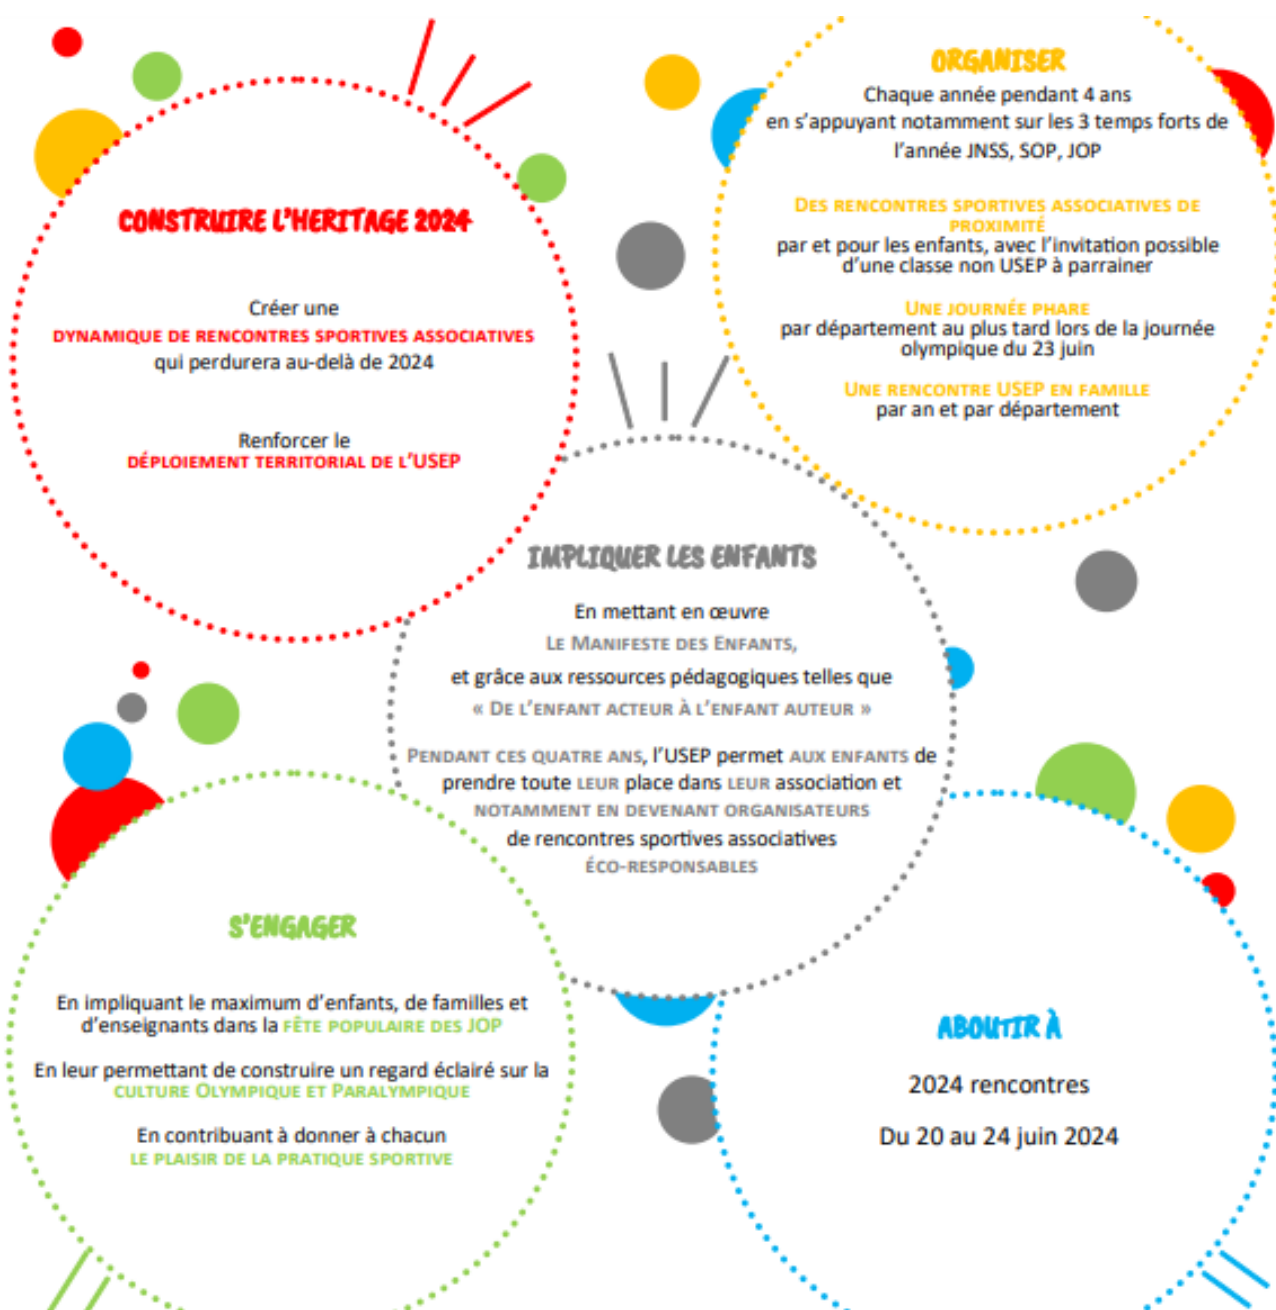 CONSTRUIRE L'HERITAGE 2024
Créer une
DYNAMIQUE DE RENCONTRES SPORTIVES ASSOCIATIVES
qui perdurera au-delà de 2024
Renforcer le
DÉPLOIEMENT TERRITORIAL DE L'USEP
ORGANISER
Chaque année pendant 4 ans
en s'appuyant notamment sur les 3 temps forts de
l'année JNSS, SOP, JOP
DES RENCONTRES SPORTIVES ASSOCIATIVES DE
PROXIMITÉ
par et pour les enfants, avec l'invitation possible
d'une classe non USEP à parrainer
UNE JOURNÉE PHARE
par département au plus tard lors de la journée
olympique du 23 juin
UNE RENCONTRE USEP EN FAMILLE
par an et par département
IMPLIQUER LES ENFANTS
En mettant en œuvre
LE MANIFESTE DES ENFANTS,
et grâce aux ressources pédagogiques telles que
« DE L'ENFANT ACTEUR À L'ENFANT AUTEUR »
PENDANT CES QUATRE ANS, l'USEP permet AUX ENFANTS de
prendre toute LEUR place dans LEUR association et
NOTAMMENT EN DEVENANT ORGANISATEURS
de rencontres sportives associatives
ÉCO-RESPONSABLES
S'ENGAGER
En impliquant le maximum d'enfants, de familles et
d'enseignants dans la FÊTE POPULAIRE DES JOP
En leur permettant de construire un regard éclairé sur la
CULTURE OLYMPIQUE ET PARALYMPIQUE
En contribuant à donner à chacun
LE PLAISIR DE LA PRATIQUE SPORTIVE
ABOUTIR À
2024 rencontres
Du 20 au 24 juin 2024